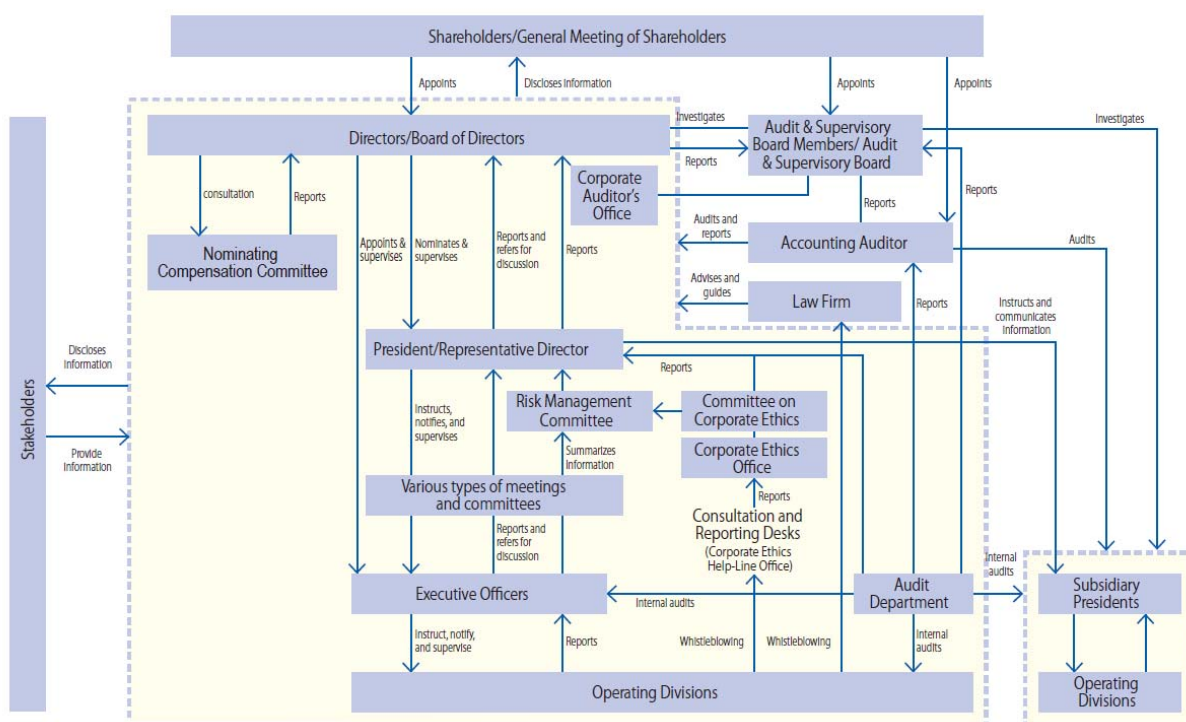 Shareholders/General Meeting of Shareholders
Appoints
Discloses information
Appoints
Appoints
Directors/Board of Directors
Investigates
Reports
Audit & Supervisory
Board Members/ Audit
& Supervisory Board
Investigates
consultation
Reports
Corporate
Auditor's
Office
Reports
Reports
Nominating
Compensation Committee
Appoints &
supervises
Nominates &
supervises
Reports and
refers for
discussion
Reports
Audits and
reports
Accounting Auditor
Audits
Advises and
guides
Law Firm
Reports
Instructs and
communicates
information
Stakeholders
Discloses
information
Provide
information
President/Representative Director
Reports
Instructs,
notifies, and
supervises
Risk Management
Committee
Committee on
Corporate Ethics
Summarizes
information
Corporate Ethics
Office
Various types of meetings
and committees
Reports
Reports and
refers for
discussion
Consultation and
Reporting Desks
(Corporate Ethics
Help-Line Office)
Executive Officers
Internal audits
Audit
Department
Internal
audits
Subsidiary
Presidents
Instruct, notify,
and supervise
Reports
Whistleblowing
Whistleblowing
Internal
audits
Operating Divisions
Operating
Divisions